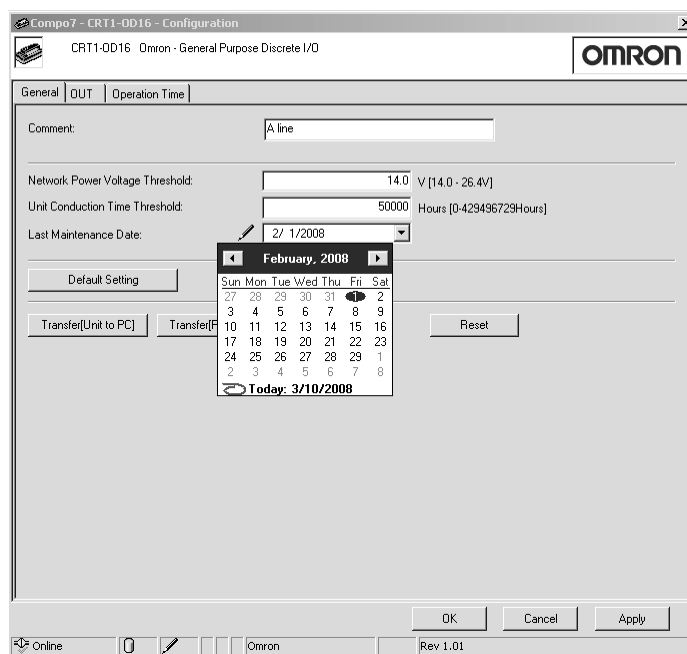 Compo7 - CRT1-OD16 - Configuration
CRT1-OD16 Omron - General Purpose Discrete I/O
OMRON
General OUT Operation Time
Comment: A line
Network Power Voltage Threshold: 14.0 V [14.0 - 26.4V]
Unit Conduction Time Threshold: 50000 Hours [0-429496729Hours]
Last Maintenance Date: 2/ 1/2008
February, 2008
Sun Mon Tue Wed Thu Fri Sat
27 28 29 30 31 1 2
3 4 5 6 7 8 9
10 11 12 13 14 15 16
17 18 19 20 21 22 23
24 25 26 27 28 29 1
2 3 4 5 6 7 8
Today: 3/10/2008
Default Setting
Transfer[Unit to PC] Transfer[P Reset
OK Cancel Apply
Online Omron Rev 1.01